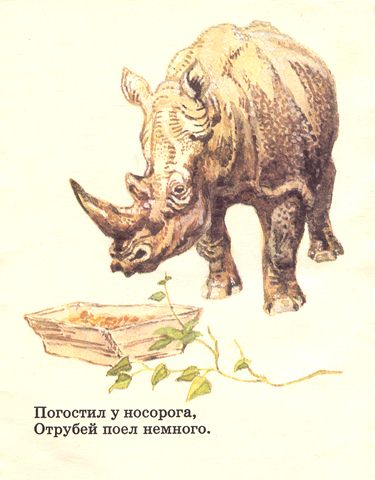 Погостил у носорога,
Отрубей поел немного.